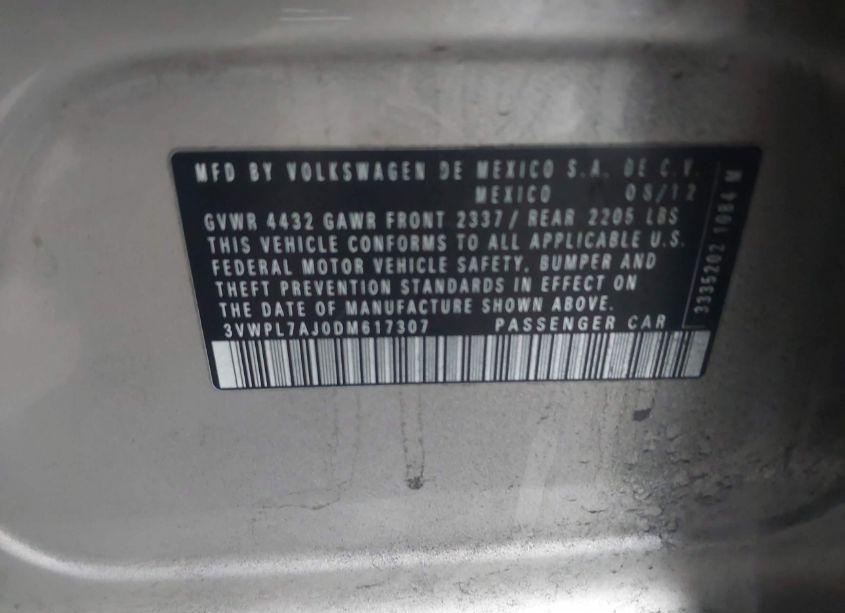 MFD BY VOLKSWAGEN DE MEXICO S.A. DE C.V.
MEXICO 08/12
GVWR 4432 GAWR FRONT 2337/ REAR 2205 LBS
THIS VEHICLE CONFORMS TO ALL APPLICABLE U.S.
FEDERAL MOTOR VEHICLE SAFETY, BUMPER AND
THEFT PREVENTION STANDARDS IN EFFECT ON
THE DATE OF MANUFACTURE SHOWN ABOVE.
3VWPL7AJ0DM617307 PASSENGER CAR
3335202 1084 M